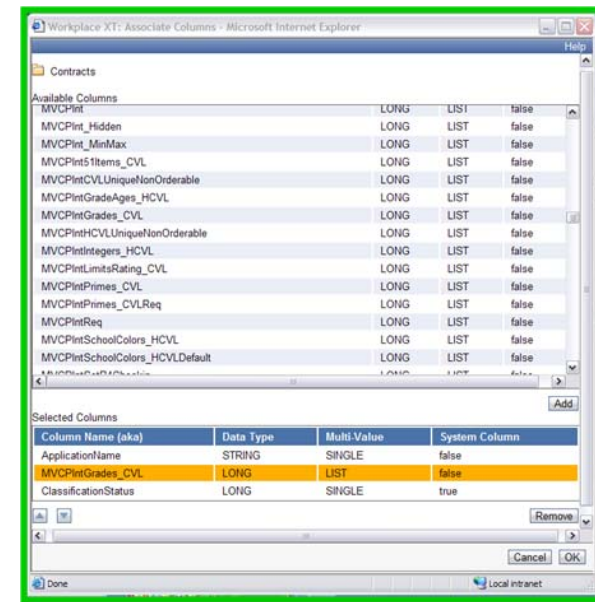 Workplace XT: Associate Columns - Microsoft Internet Explorer
Help
Contracts
Available Columns
MVCPInt LONG LIST false
MVCPInt_Hidden LONG LIST false
MVCPInt_MinMax LONG LIST false
MVCPInt51Items_CVL LONG LIST false
MVCPIntCVLUniqueNonOrderable LONG LIST false
MVCPIntGradeAges_HCVL LONG LIST false
MVCPIntGrades_CVL LONG LIST false
MVCPIntHCVLUniqueNonOrderable LONG LIST false
MVCPIntIntegers_HCVL LONG LIST false
MVCPIntLimitsRating_CVL LONG LIST false
MVCPIntPrimes_CVL LONG LIST false
MVCPIntPrimes_CVLReq LONG LIST false
MVCPIntReq LONG LIST false
MVCPIntSchoolColors_HCVL LONG LIST false
MVCPIntSchoolColors_HCVLDefault LONG LIST false
LONG LIST false
Add
Selected Columns
Column Name (aka) Data Type Multi-Value System Column
ApplicationName STRING SINGLE false
MVCPIntGrades_CVL LONG LIST false
ClassificationStatus LONG SINGLE true
Remove
Cancel OK
Done Local intranet